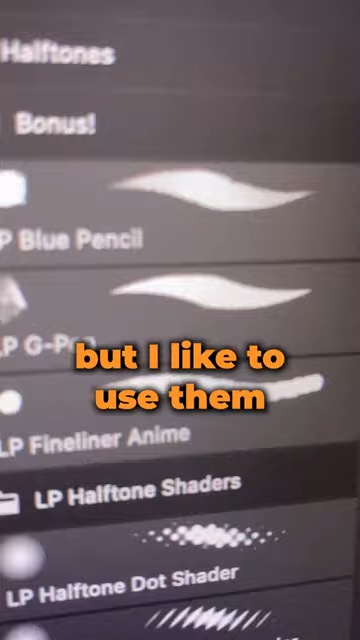 Halftones
Bonus!
P Blue Pencil
LP G-Pen
but I like to
use them
LP Fineliner Anime
LP Halftone Shaders
LP Halftone Dot Shader